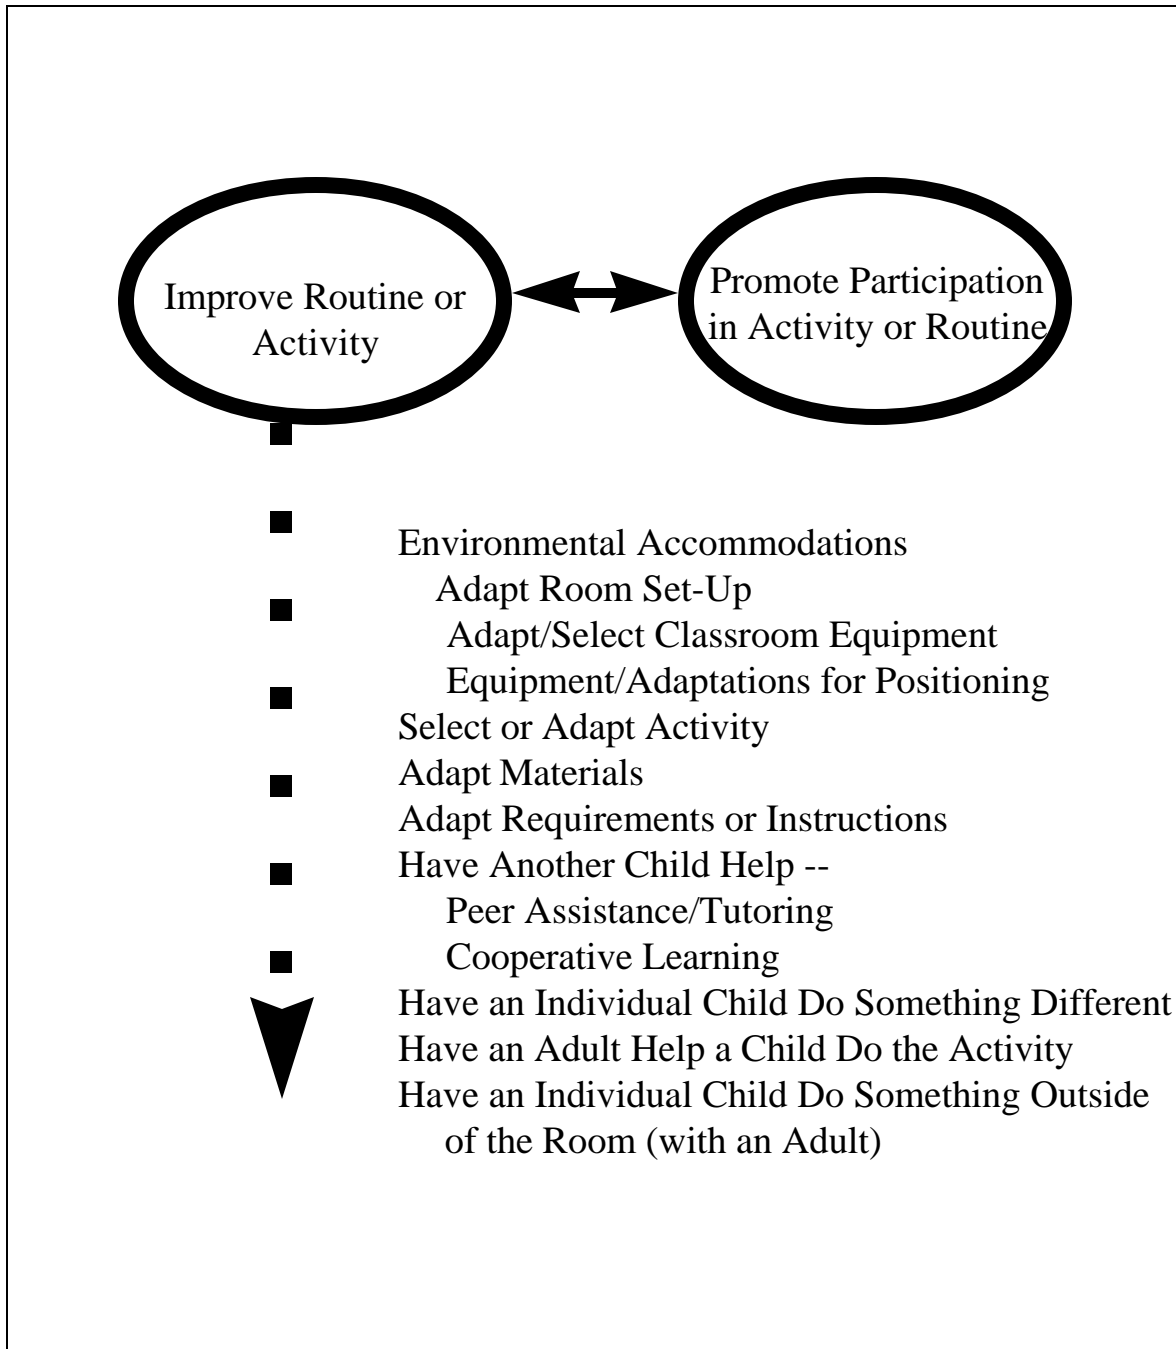 Improve Routine or
Activity
Promote Participation
in Activity or Routine
Environmental Accommodations
Adapt Room Set-Up
Adapt/Select Classroom Equipment
Equipment/Adaptations for Positioning
Select or Adapt Activity
Adapt Materials
Adapt Requirements or Instructions
Have Another Child Help --
Peer Assistance/Tutoring
Cooperative Learning
Have an Individual Child Do Something Different
Have an Adult Help a Child Do the Activity
Have an Individual Child Do Something Outside
of the Room (with an Adult)